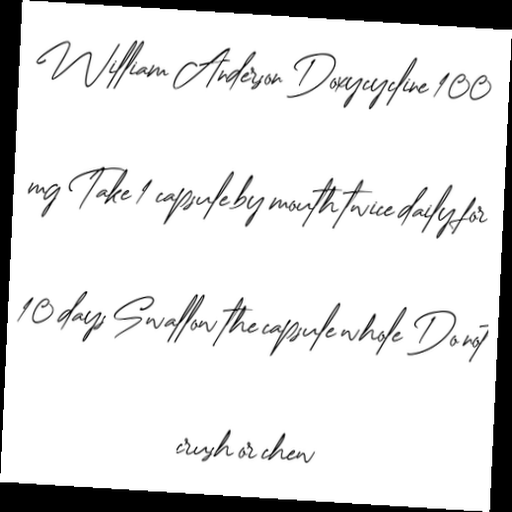 William Anderson Doxycycline 100
mg Take 1 capsule by mouth twice daily for
10 days Swallow the capsule whole Do not
crush or chew